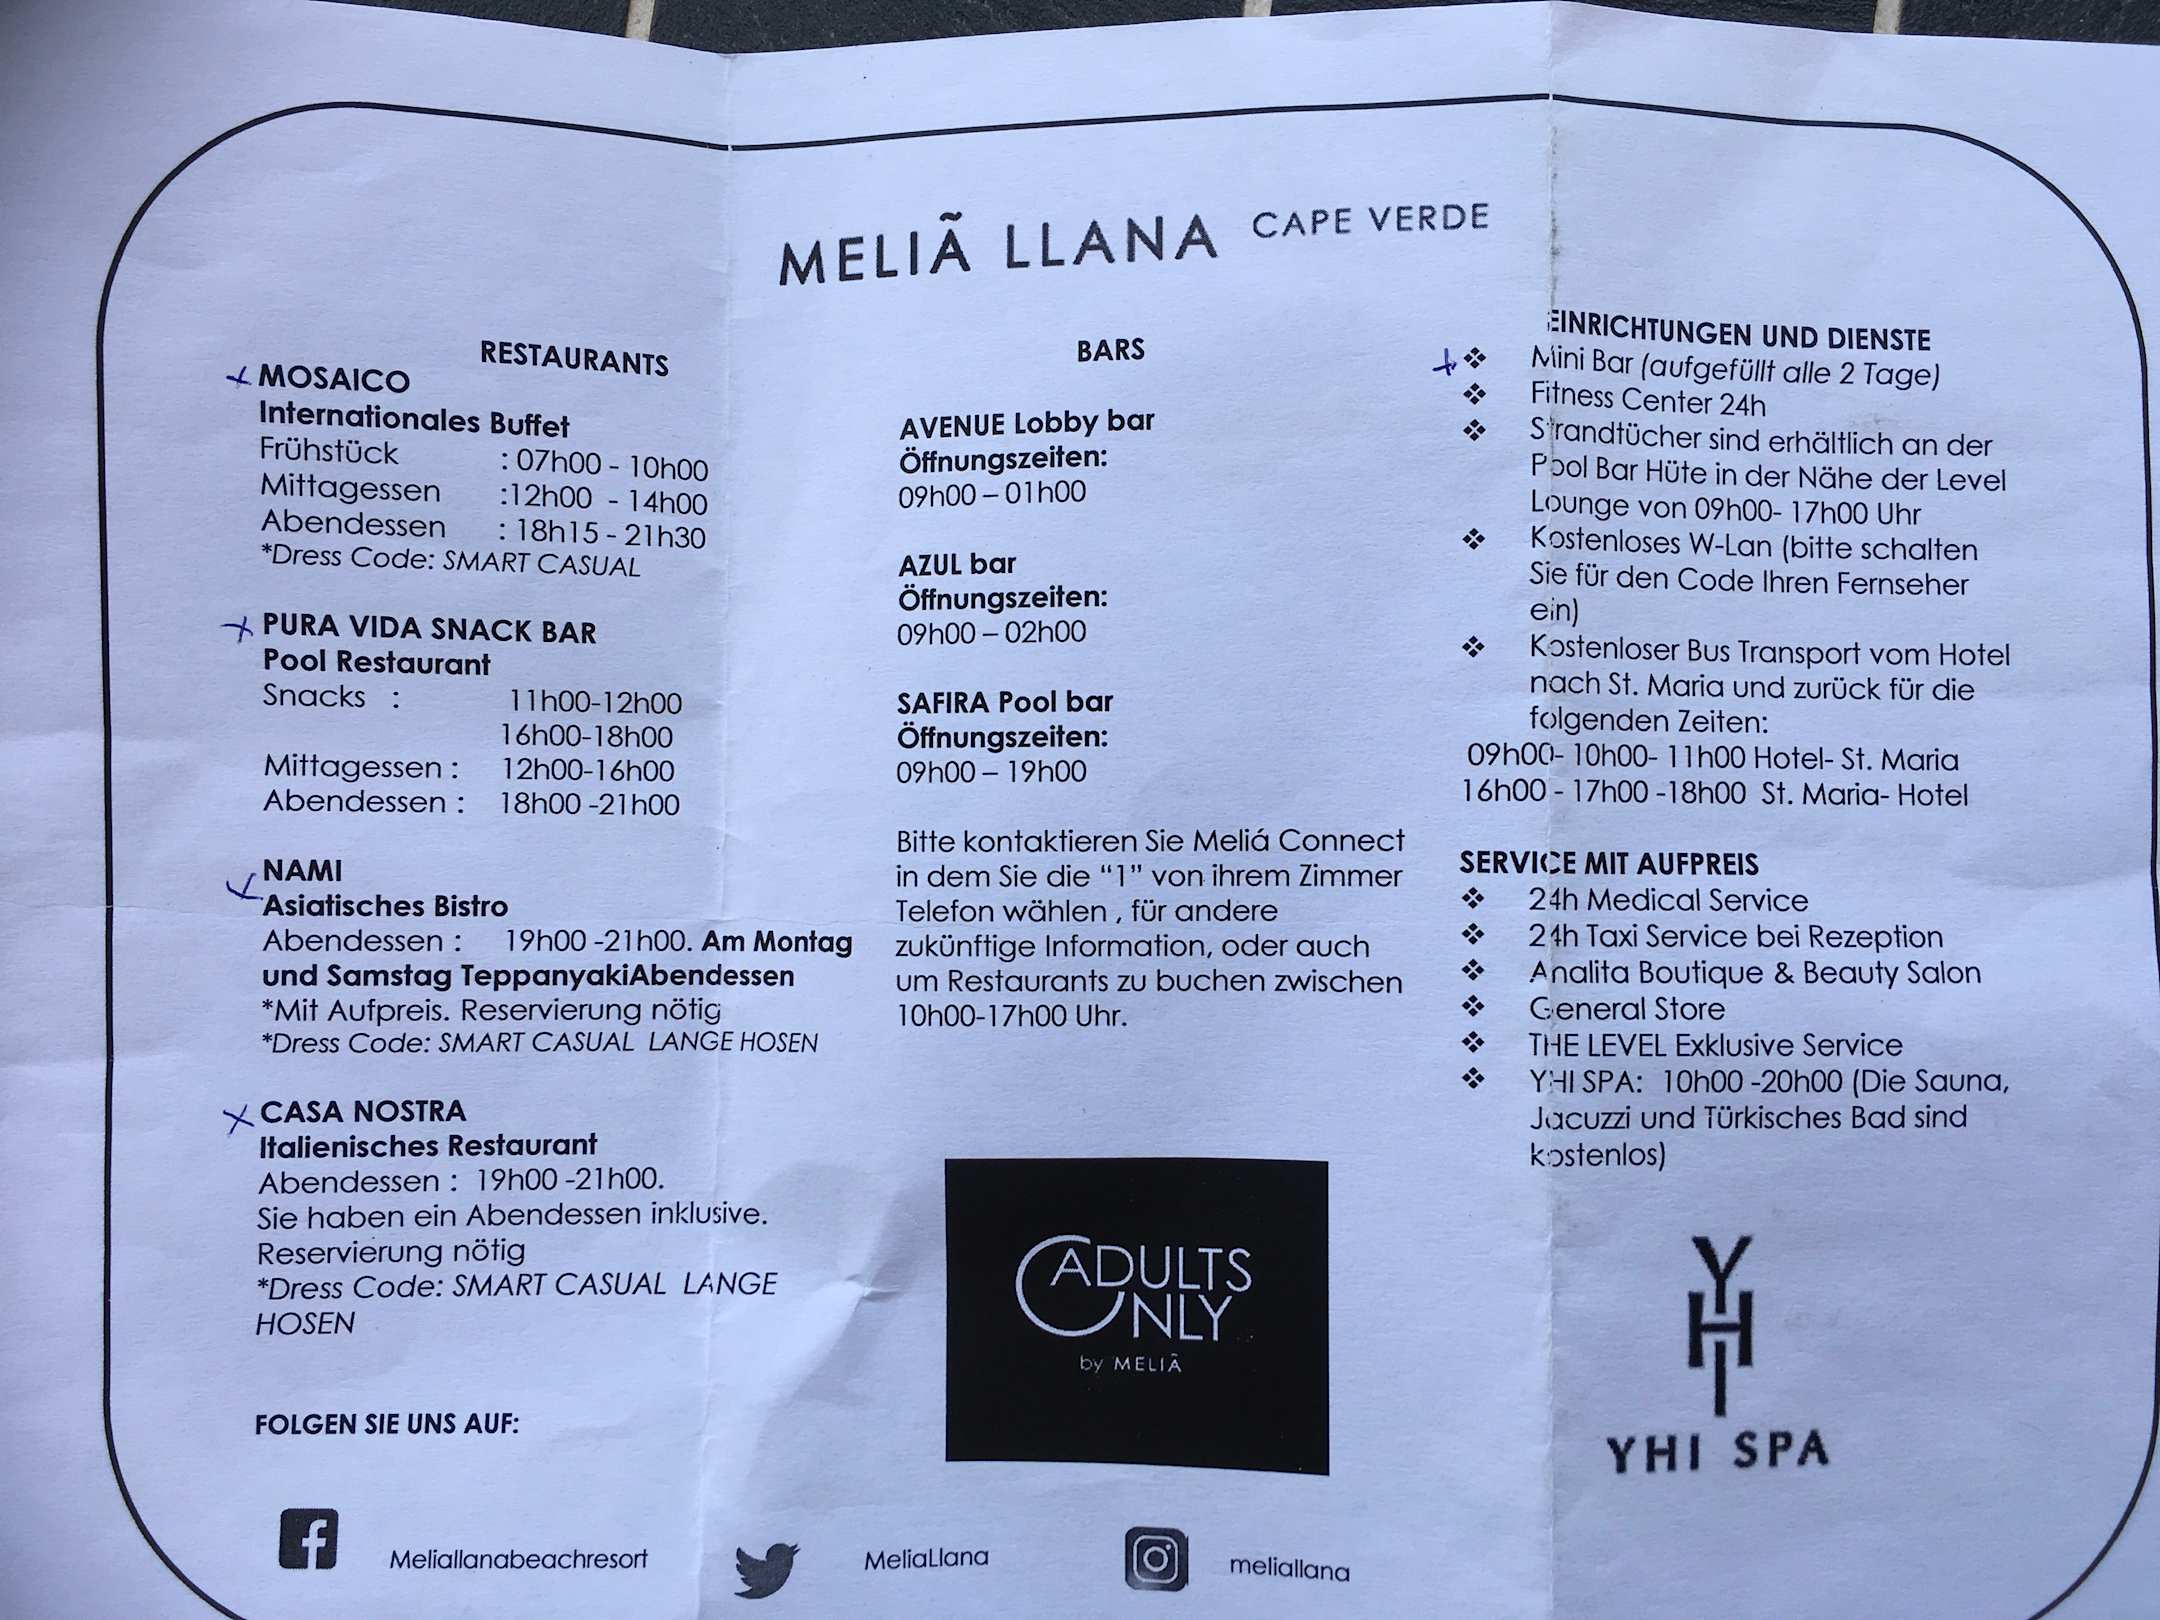 MELIÃ LLANA CAPE VERDE
RESTAURANTS
MOSAICO
Internationales Buffet
Frühstück : 07h00 - 10h00
Mittagessen :12h00 - 14h00
Abendessen : 18h15 - 21h30
*Dress Code: SMART CASUAL
PURA VIDA SNACK BAR
Pool Restaurant
Snacks : 11h00-12h00
16h00-18h00
Mittagessen : 12h00-16h00
Abendessen : 18h00 -21h00
NAMI
Asiatisches Bistro
Abendessen : 19h00 -21h00. Am Montag
und Samstag TeppanyakiAbendessen
*Mit Aufpreis. Reservierung nötig
*Dress Code: SMART CASUAL LANGE HOSEN
CASA NOSTRA
Italienisches Restaurant
Abendessen : 19h00 -21h00.
Sie haben ein Abendessen inklusive.
Reservierung nötig
*Dress Code: SMART CASUAL LANGE
HOSEN
FOLGEN SIE UNS AUF:
BARS
AVENUE Lobby bar
Öffnungszeiten:
09h00 – 01h00
AZUL bar
Öffnungszeiten:
09h00 – 02h00
SAFIRA Pool bar
Öffnungszeiten:
09h00 – 19h00
Bitte kontaktieren Sie Meliá Connect
in dem Sie die “1” von ihrem Zimmer
Telefon wählen , für andere
zukünftige Information, oder auch
um Restaurants zu buchen zwischen
10h00-17h00 Uhr.
ADULTS
ONLY
by MELIÃ
EINRICHTUNGEN UND DIENSTE
❖ Mini Bar (aufgefüllt alle 2 Tage)
❖ Fitness Center 24h
❖ Strandtücher sind erhältlich an der
Pool Bar Hüte in der Nähe der Level
Lounge von 09h00- 17h00 Uhr
❖ Kostenloses W-Lan (bitte schalten
Sie für den Code Ihren Fernseher
ein)
❖ Kostenloser Bus Transport vom Hotel
nach St. Maria und zurück für die
folgenden Zeiten:
09h00- 10h00- 11h00 Hotel- St. Maria
16h00 - 17h00 -18h00 St. Maria- Hotel
SERVICE MIT AUFPREIS
❖ 24h Medical Service
❖ 24h Taxi Service bei Rezeption
❖ Analita Boutique & Beauty Salon
❖ General Store
❖ THE LEVEL Exklusive Service
❖ YHI SPA: 10h00 -20h00 (Die Sauna,
Jacuzzi und Türkisches Bad sind
kostenlos)
YHI
YHI SPA
Meliallanabeachresort
MeliaLlana
meliallana